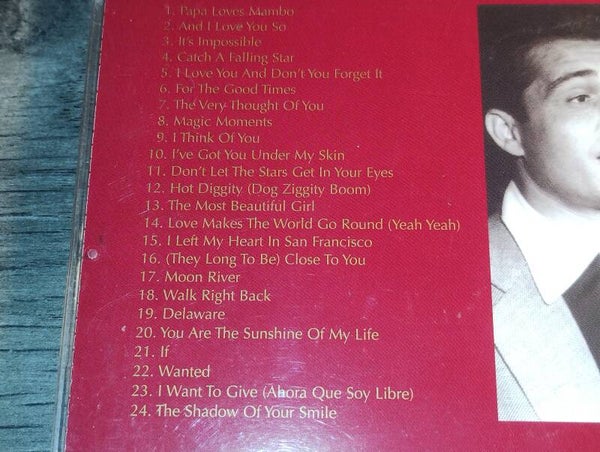 1. Papa Loves Mambo
2. And I Love You So
3. It's Impossible
4. Catch A Falling Star
5. I Love You And Don't You Forget It
6. For The Good Times
7. The Very Thought Of You
8. Magic Moments
9. I Think Of You
10. I've Got You Under My Skin
11. Don't Let The Stars Get In Your Eyes
12. Hot Diggity (Dog Ziggity Boom)
13. The Most Beautiful Girl
14. Love Makes The World Go Round (Yeah Yeah)
15. I Left My Heart In San Francisco
16. (They Long To Be) Close To You
17. Moon River
18. Walk Right Back
19. Delaware
20. You Are The Sunshine Of My Life
21. If
22. Wanted
23. I Want To Give (Ahora Que Soy Libre)
24. The Shadow Of Your Smile